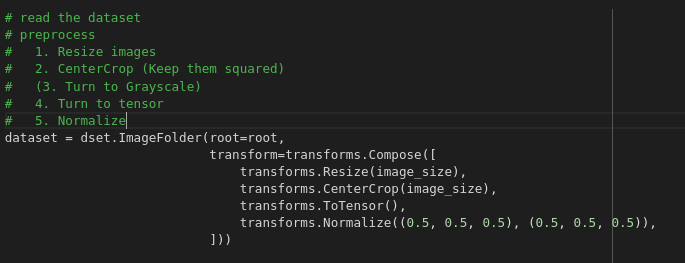 # read the dataset
# preprocess
#   1. Resize images
#   2. CenterCrop (Keep them squared)
#   (3. Turn to Grayscale)
#   4. Turn to tensor
#   5. Normalize
dataset = dset.ImageFolder(root=root,
                           transform=transforms.Compose([
                               transforms.Resize(image_size),
                               transforms.CenterCrop(image_size),
                               transforms.ToTensor(),
                               transforms.Normalize((0.5, 0.5, 0.5), (0.5, 0.5, 0.5)),
                           ]))